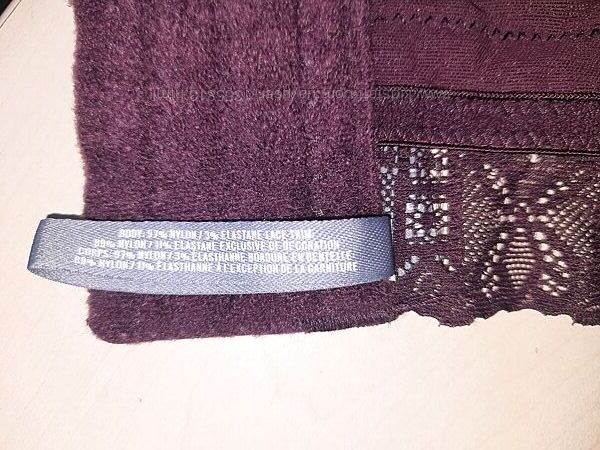 BODY: 97% NYLON / 3% ELASTANE LACE-TRIM:
89% NYLON / 11% ELASTANE EXCLUSIVE OF DECORATION
CORPS: 97% NYLON / 3% ÉLASTHANNE BORDURE EN DENTELLE:
89% NYLON / 11% ÉLASTHANNE À L'EXCEPTION DE LA GARNITURE